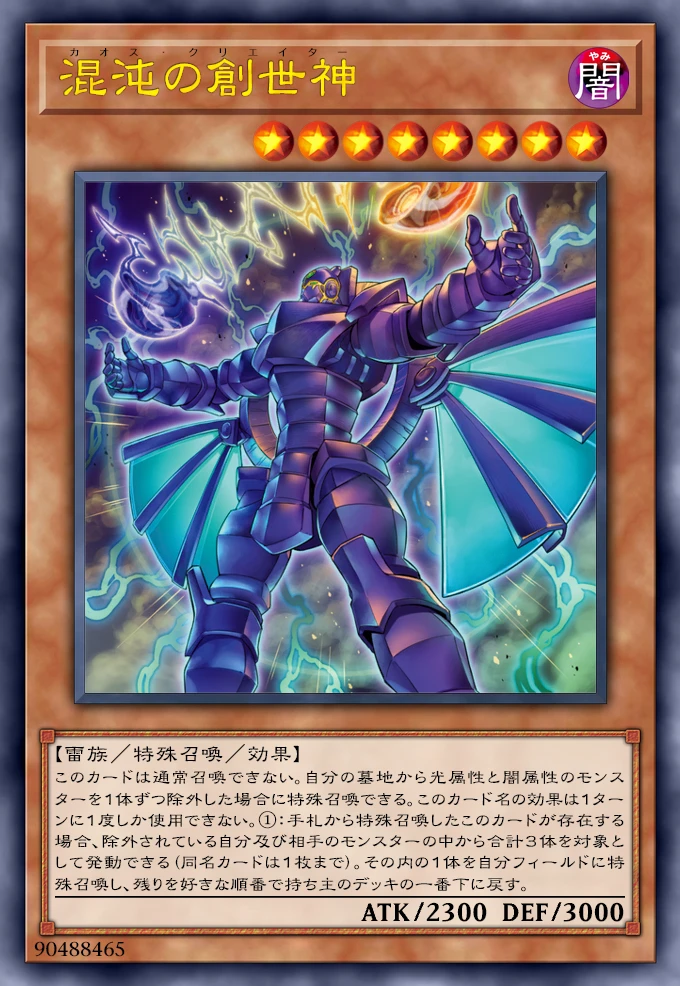 カオス・クリエイター
混沌の創世神
やみ
闇
【雷族／特殊召喚／効果】
このカードは通常召喚できない。自分の墓地から光属性と闇属性のモンス
ターを1体ずつ除外した場合に特殊召喚できる。このカード名の効果は1ター
ンに1度しか使用できない。①：手札から特殊召喚したこのカードが存在する
場合、除外されている自分及び相手のモンスターの中から合計3体を対象と
して発動できる（同名カードは1枚まで）。その内の1体を自分フィールドに特
殊召喚し、残りを好きな順番で持ち主のデッキの一番下に戻す。
ATK/2300 DEF/3000
90488465